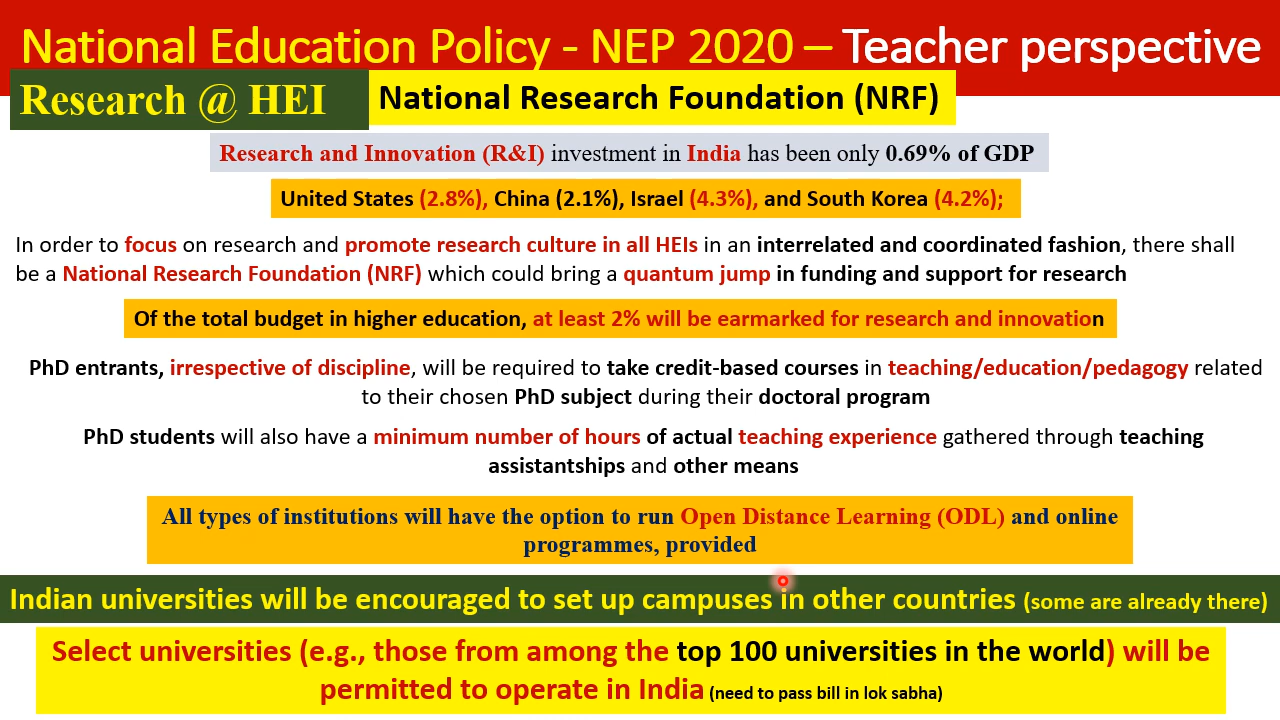 National Education Policy - NEP 2020 – Teacher perspective
Research @ HEI
National Research Foundation (NRF)
Research and Innovation (R&I) investment in India has been only 0.69% of GDP
United States (2.8%), China (2.1%), Israel (4.3%), and South Korea (4.2%);
In order to focus on research and promote research culture in all HEIs in an interrelated and coordinated fashion, there shall
be a National Research Foundation (NRF) which could bring a quantum jump in funding and support for research
Of the total budget in higher education, at least 2% will be earmarked for research and innovation
PhD entrants, irrespective of discipline, will be required to take credit-based courses in teaching/education/pedagogy related
to their chosen PhD subject during their doctoral program
PhD students will also have a minimum number of hours of actual teaching experience gathered through teaching
assistantships and other means
All types of institutions will have the option to run Open Distance Learning (ODL) and online
programmes, provided
Indian universities will be encouraged to set up campuses in other countries (some are already there)
Select universities (e.g., those from among the top 100 universities in the world) will be
permitted to operate in India (need to pass bill in lok sabha)